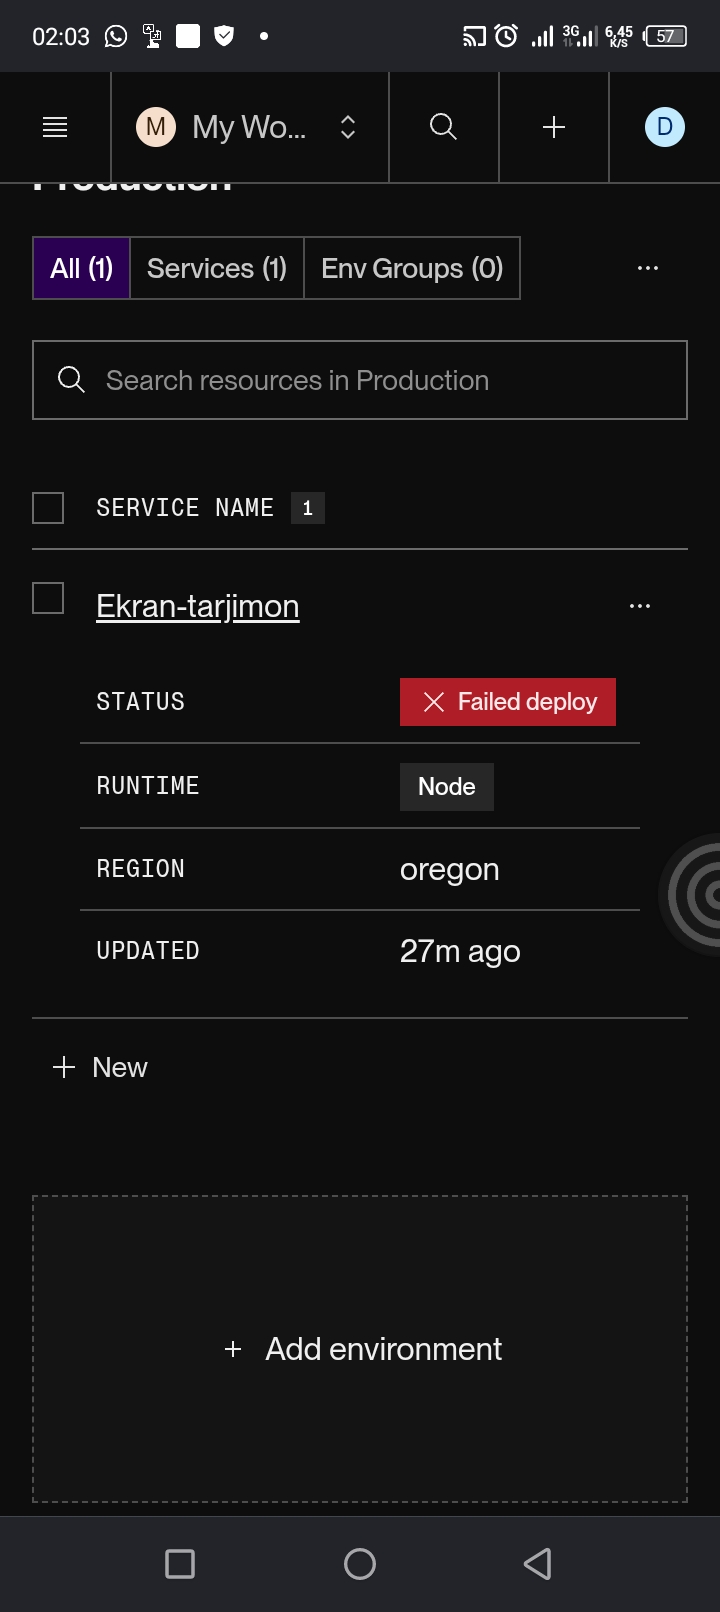 02:03
3G
6,45
K/S
57
M
My Wo...
D
Production
All (1)
Services (1)
Env Groups (0)
Search resources in Production
SERVICE NAME 1
Ekran-tarjimon
STATUS
Failed deploy
RUNTIME
Node
REGION
oregon
UPDATED
27m ago
New
Add environment